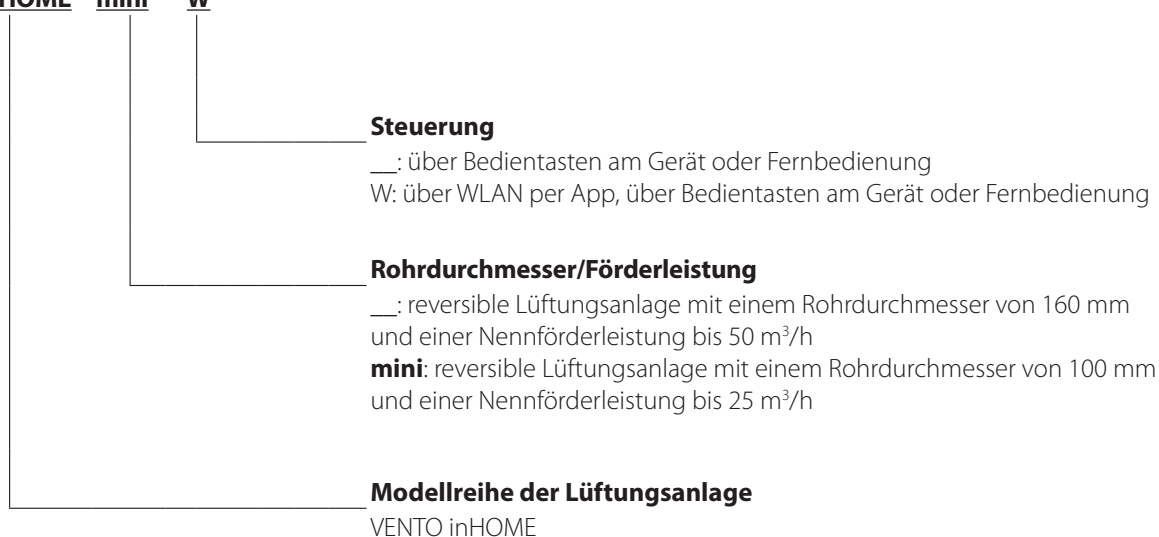 HOME mini W
Steuerung
__: über Bedientasten am Gerät oder Fernbedienung
W: über WLAN per App, über Bedientasten am Gerät oder Fernbedienung
Rohrdurchmesser/Förderleistung
__: reversible Lüftungsanlage mit einem Rohrdurchmesser von 160 mm
und einer Nennförderleistung bis 50 m³/h
mini: reversible Lüftungsanlage mit einem Rohrdurchmesser von 100 mm
und einer Nennförderleistung bis 25 m³/h
Modellreihe der Lüftungsanlage
VENTO inHOME